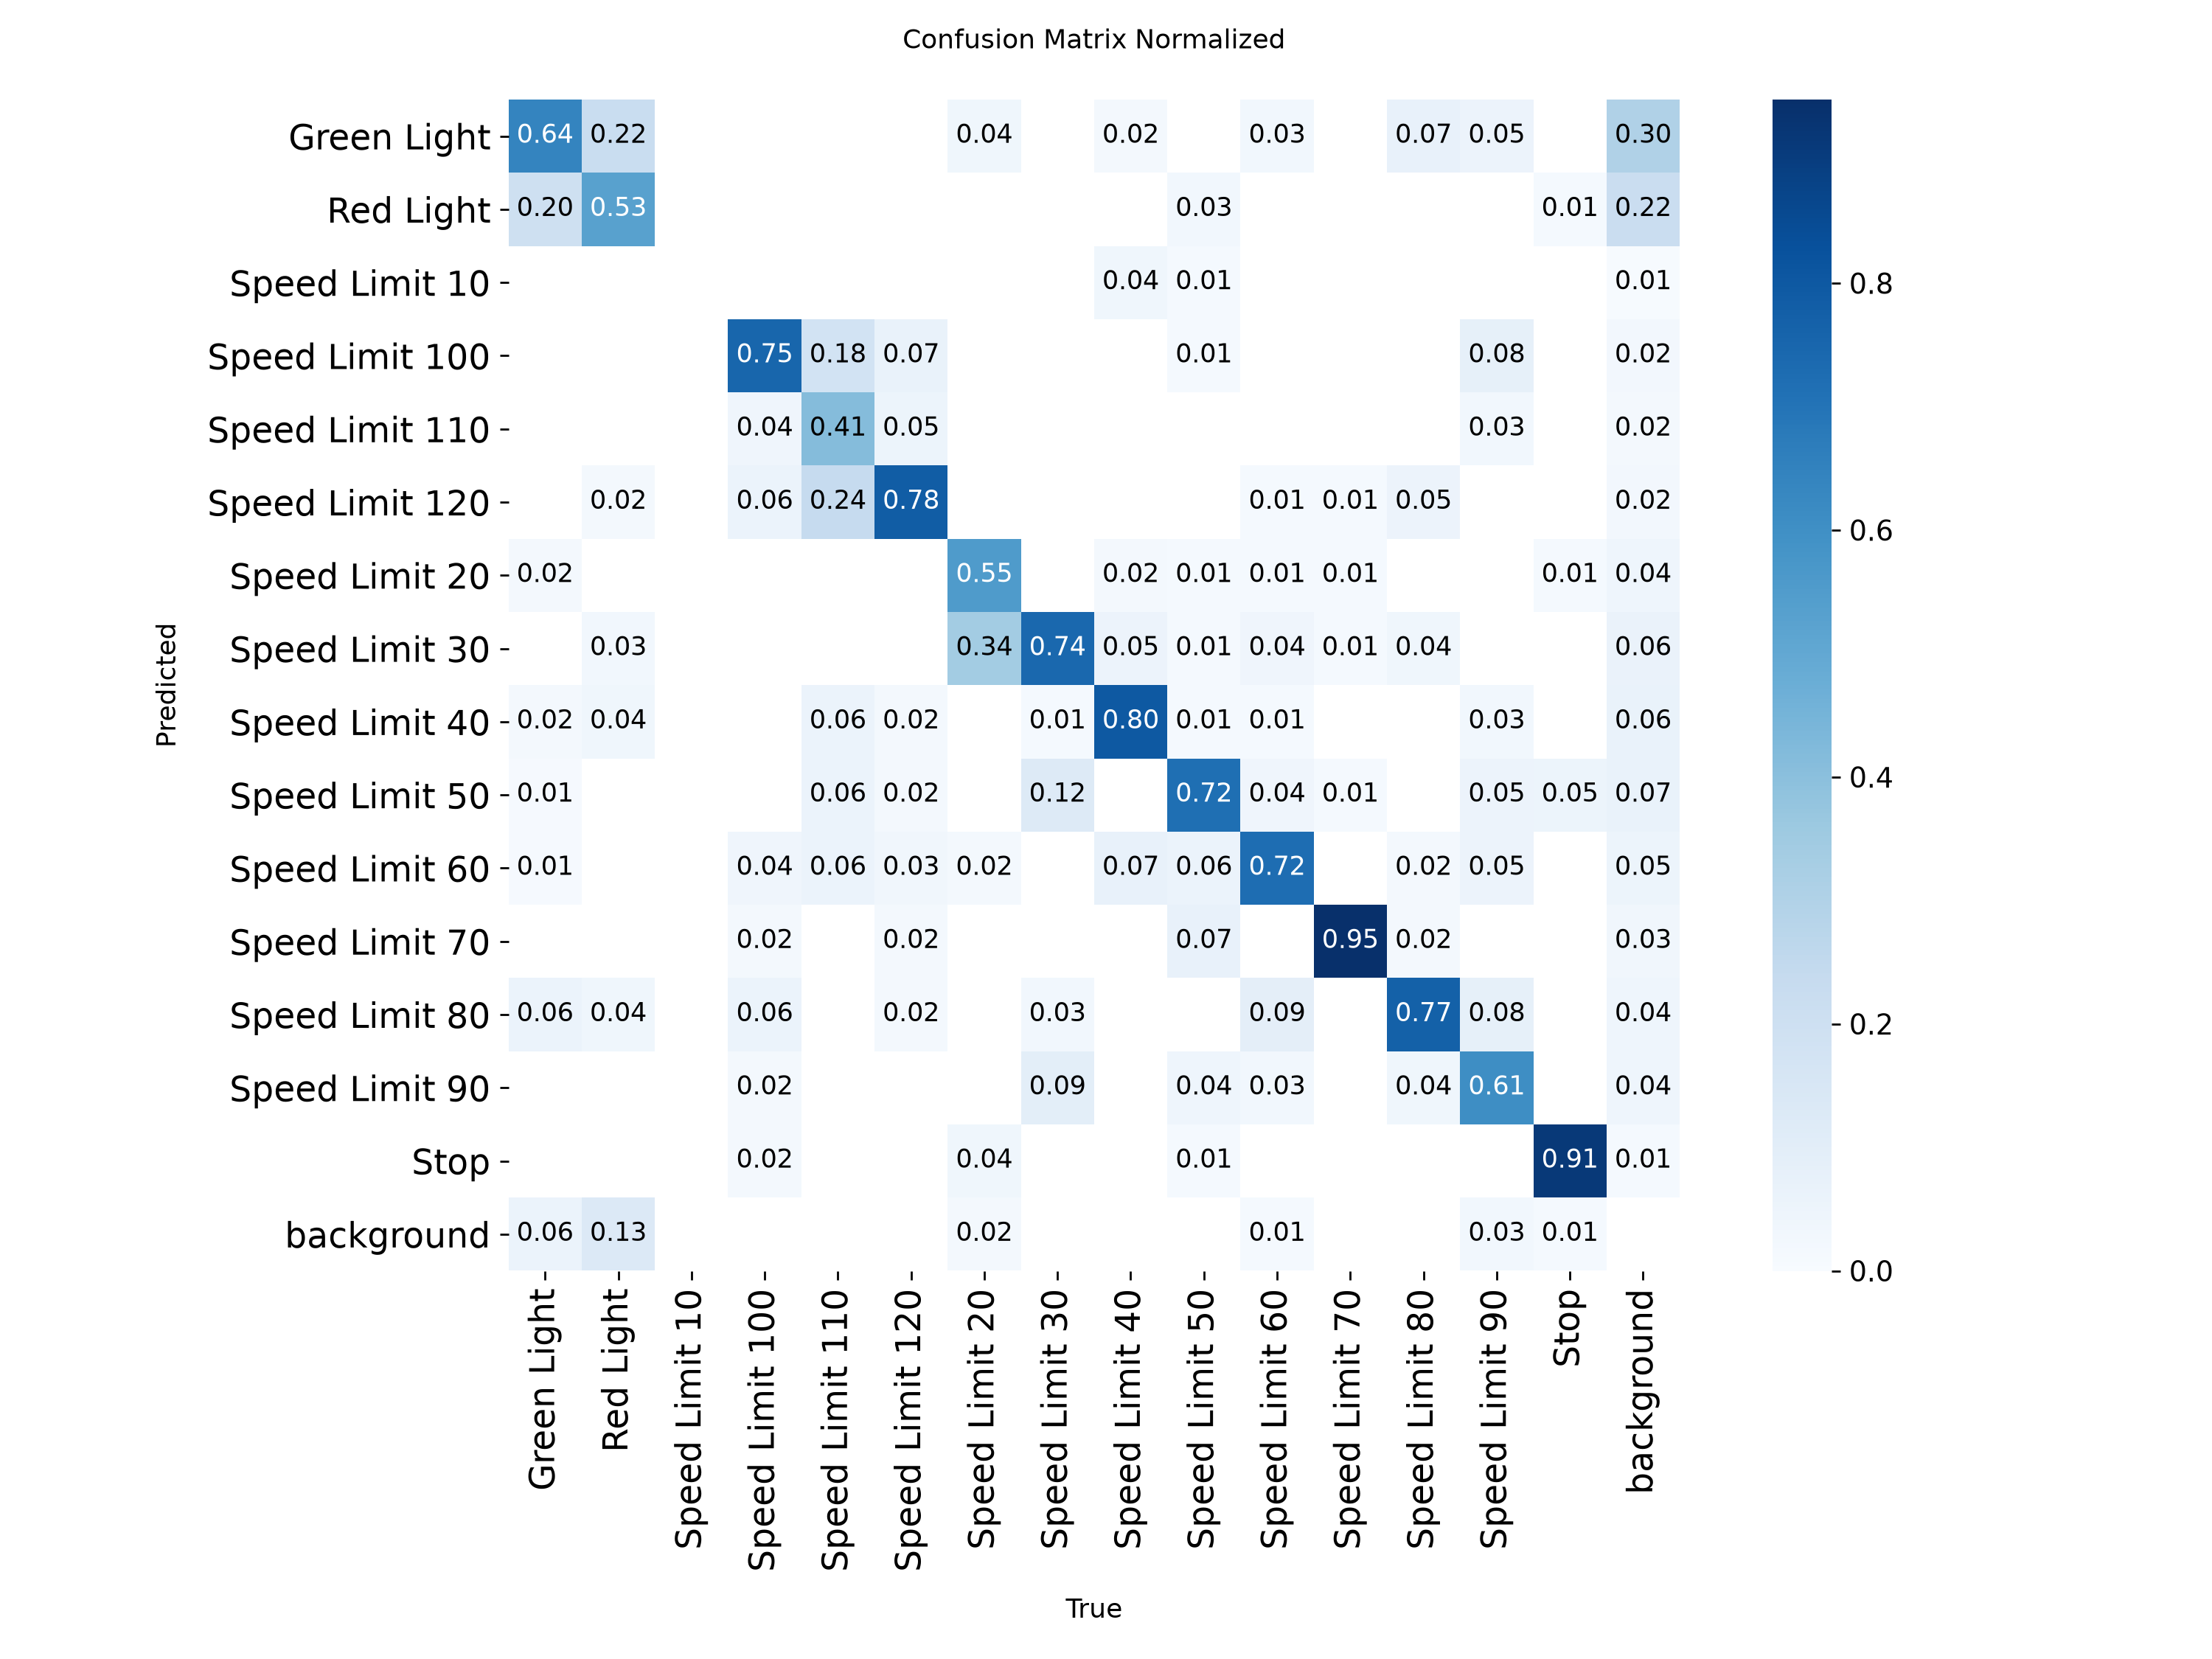 Confusion Matrix Normalized
Green Light 0.64 0.22 0.04 0.02 0.03 0.07 0.05 0.30
Red Light 0.20 0.53 0.03 0.01 0.22
Speed Limit 10 0.04 0.01 0.01 0.8
Speed Limit 100 0.75 0.18 0.07 0.01 0.08 0.02
Speed Limit 110 0.04 0.41 0.05 0.03 0.02
Speed Limit 120 0.02 0.06 0.24 0.78 0.01 0.01 0.05 0.02
0.6
Speed Limit 20 0.02 0.55 0.02 0.01 0.01 0.01 0.01 0.04
Speed Limit 30 0.03 0.34 0.74 0.05 0.01 0.04 0.01 0.04 0.06
Predicted
Speed Limit 40 0.02 0.04 0.06 0.02 0.01 0.80 0.01 0.01 0.03 0.06
0.4
Speed Limit 50 0.01 0.06 0.02 0.12 0.72 0.04 0.01 0.05 0.05 0.07
Speed Limit 60 0.01 0.04 0.06 0.03 0.02 0.07 0.06 0.72 0.02 0.05 0.05
Speed Limit 70 0.02 0.02 0.07 0.95 0.02 0.03
Speed Limit 80 0.06 0.04 0.06 0.02 0.03 0.09 0.77 0.08 0.04
0.2
Speed Limit 90 0.02 0.09 0.04 0.03 0.04 0.61 0.04
Stop 0.02 0.04 0.01 0.91 0.01
background 0.06 0.13 0.02 0.01 0.03 0.01
0.0
Green Light
Red Light
Speed Limit 10
Speed Limit 100
Speed Limit 110
Speed Limit 120
Speed Limit 20
Speed Limit 30
Speed Limit 40
Speed Limit 50
Speed Limit 60
Speed Limit 70
Speed Limit 80
Speed Limit 90
Stop
background
True